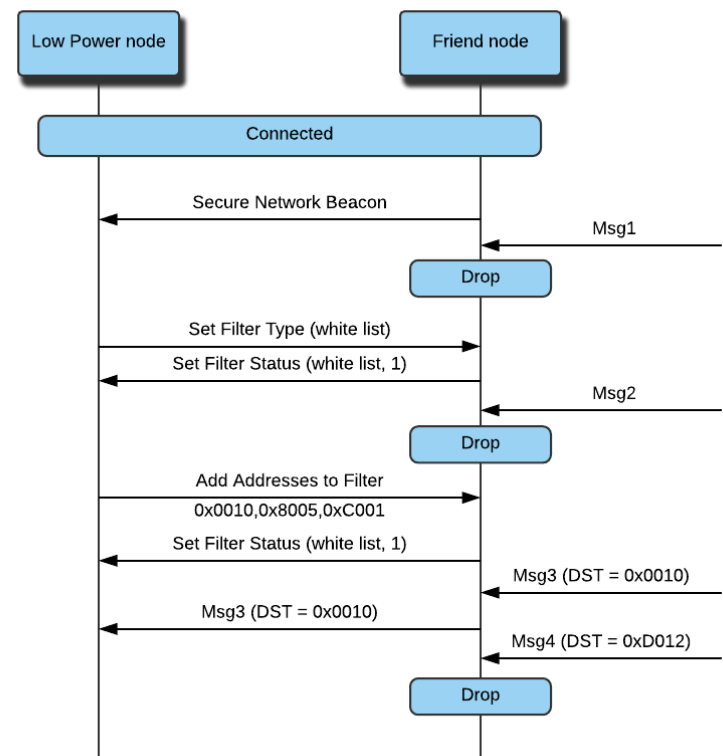 Low Power node
Friend node
Connected
Secure Network Beacon
Msg1
Drop
Set Filter Type (white list)
Set Filter Status (white list, 1)
Msg2
Drop
Add Addresses to Filter
0x0010,0x8005,0xC001
Set Filter Status (white list, 1)
Msg3 (DST = 0x0010)
Msg3 (DST = 0x0010)
Msg4 (DST = 0xD012)
Drop